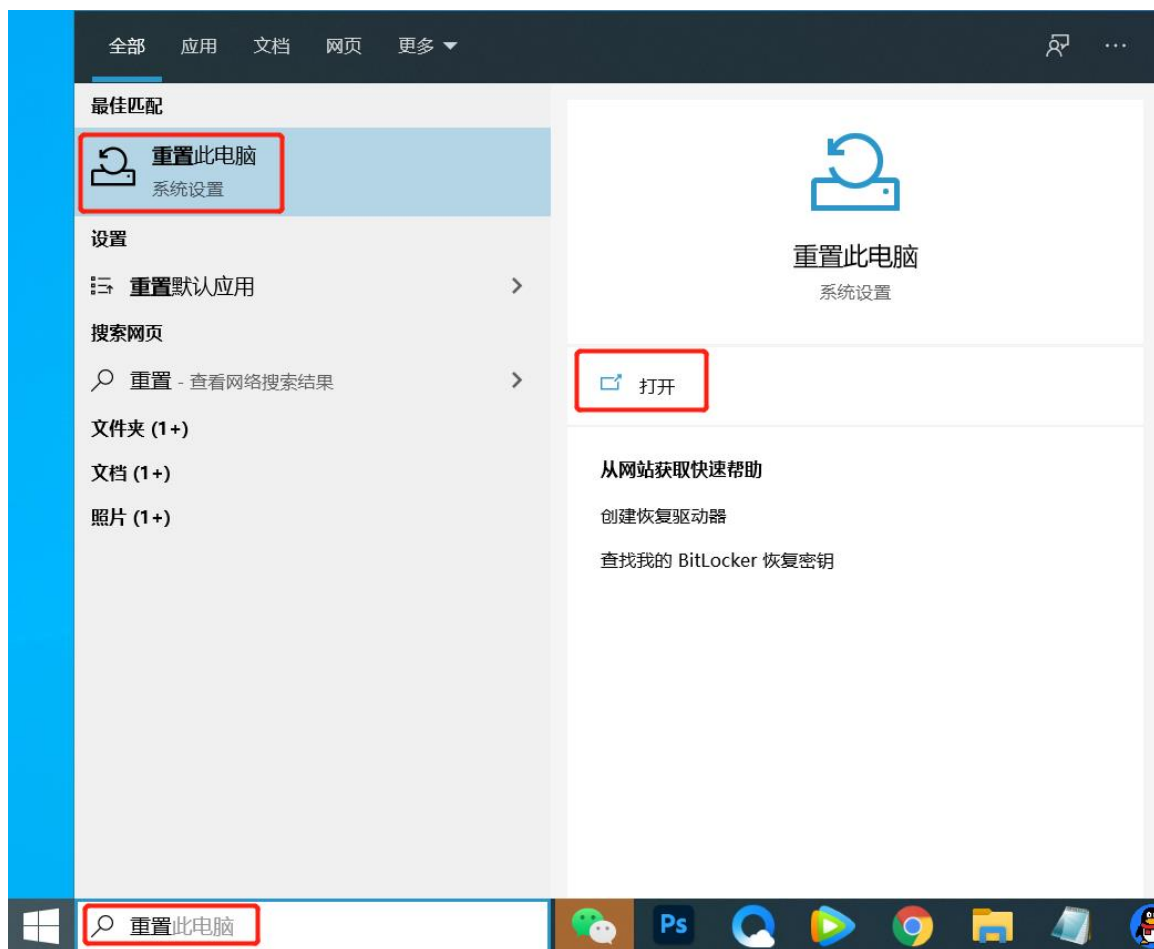 全部 应用 文档 网页 更多
最佳匹配
重置此电脑
系统设置
设置
重置默认应用
搜索网页
重置 - 查看网络搜索结果
文件夹 (1+)
文档 (1+)
照片 (1+)
重置此电脑
系统设置
打开
从网站获取快速帮助
创建恢复驱动器
查找我的 BitLocker 恢复密钥
重置此电脑
Ps